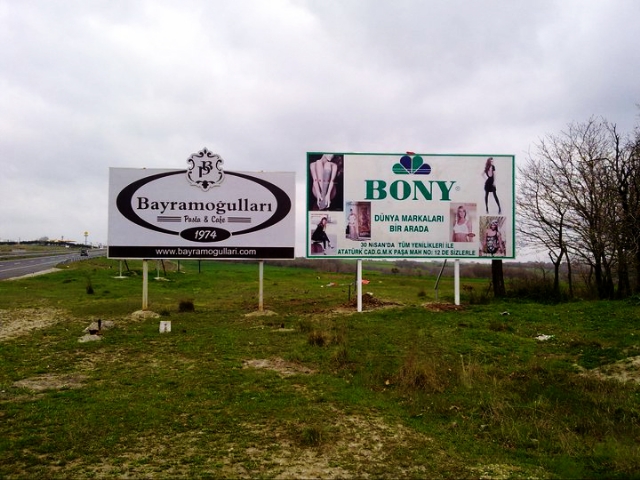 B
Bayramoğulları
Pasta & Cafe
1974
www.bayramogullari.com
BONY
DÜNYA MARKALARI
BİR ARADA
30 NİSAN'DA TÜM YENİLİKLERİ İLE
ATATÜRK CAD. G.M.K PAŞA MAH NO: 12 DE SİZLERLE